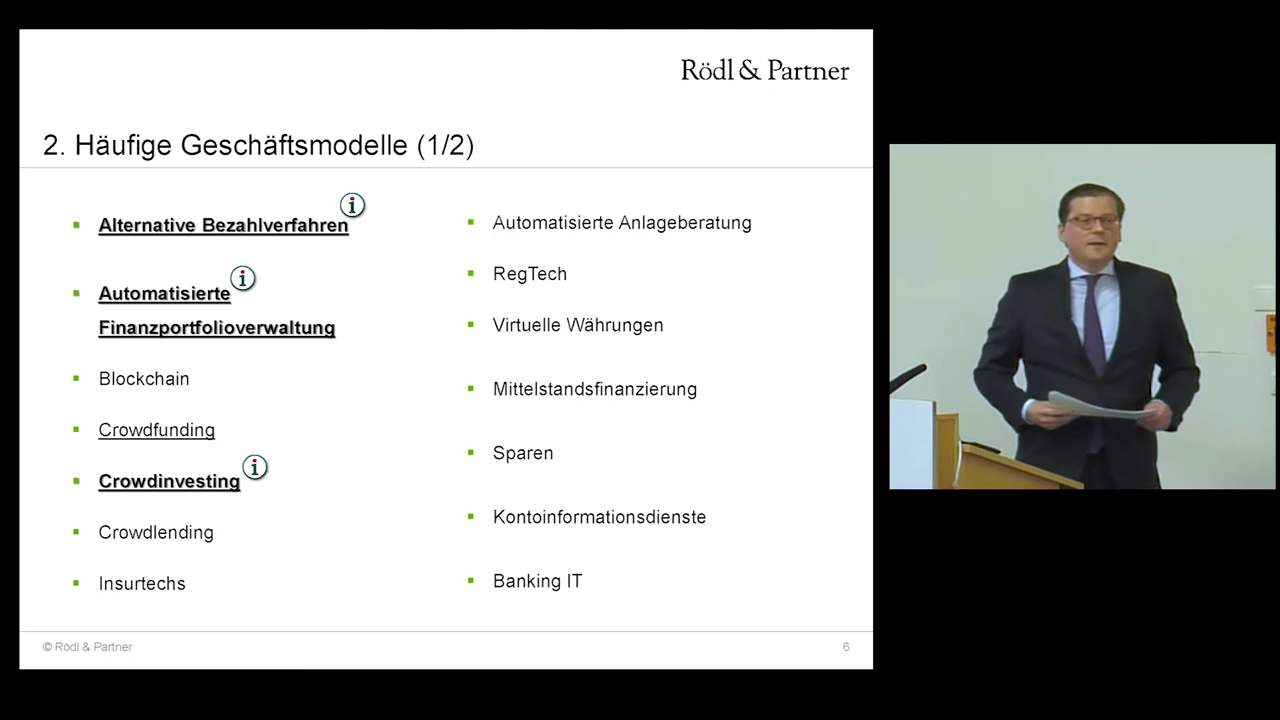 Rödl & Partner
2. Häufige Geschäftsmodelle (1/2)
Alternative Bezahlverfahren
Automatisierte
Finanzportfolioverwaltung
Blockchain
Crowdfunding
Crowdinvesting
Crowdlending
Insurtechs
Automatisierte Anlageberatung
RegTech
Virtuelle Währungen
Mittelstandsfinanzierung
Sparen
Kontoinformationsdienste
Banking IT
© Rödl & Partner
6